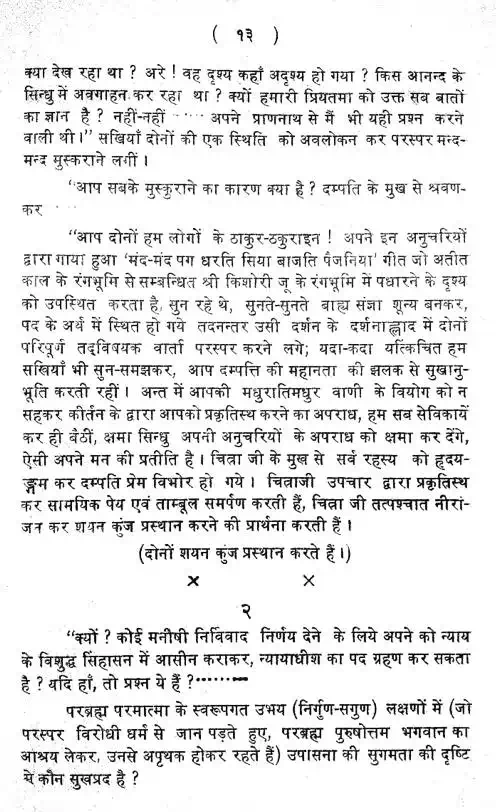 ( १३ )
क्या देख रहा था ? अरे ! वह दृश्य कहाँ अदृश्य हो गया ? किस आनन्द के
सिन्धु में अवगाहन कर रहा था ? क्यों हमारी प्रियतमा को उक्त सब बातों
का ज्ञान है ? नहीं-नहीं ····· अपने प्राणनाथ से मैं भी यही प्रश्न करने
वाली थी।” सखियाँ दोनों की एक स्थिति को अवलोकन कर परस्पर मन्द-
मन्द मुस्कराने लगीं।
“आप सबके मुस्कुराने का कारण क्या है ? दम्पति के मुख से श्रवण-
कर ····
“आप दोनों हम लोगों के ठाकुर-ठकुराइन ! अपने इन अनुचरियों
द्वारा गाया हुआ ‘मंद-मंद पग धरति सिया बाजति पैंजनिया’ गीत जो अतीत
काल के रंगभूमि से सम्बन्धित श्री किशोरी जू के रंगभूमि में पधारने के दृश्य
को उपस्थित करता है, सुन रहे थे, सुनते-सुनते बाह्य संज्ञा शून्य बनकर,
पद के अर्थ में स्थित हो गये तदनन्तर उसी दर्शन के दर्शनाह्लाद में दोनों
परिपूर्ण तद्विषयक वार्ता परस्पर करने लगे; यदा-कदा यत्किंचित हम
सखियाँ भी सुन-समझकर, आप दम्पत्ति की महानता की झलक से सुखानु-
भूति करती रहीं। अन्त में आपकी मधुरातिमधुर वाणी के वियोग को न
सहकर कीर्तन के द्वारा आपको प्रकृतिस्थ करने का अपराध, हम सब सेविकायें
कर ही बैठीं, क्षमा सिन्धु अपनी अनुचरियों के अपराध को क्षमा कर देंगे,
ऐसी अपने मन की प्रतीति है। चित्रा जी के मुख से सर्व रहस्य को हृदय-
ङ्गम कर दम्पति प्रेम विभोर हो गये। चित्राजी उपचार द्वारा प्रकृतिस्थ
कर सामयिक पेय एवं ताम्बूल समर्पण करती हैं, चित्रा जी तत्पश्चात नीरां-
जन कर शयन कुंज प्रस्थान करने की प्रार्थना करती हैं।
(दोनों शयन कुंज प्रस्थान करते हैं।)
× ×
२
“क्यों ? कोई मनीषी निर्विवाद निर्णय देने के लिये अपने को न्याय
के विशुद्ध सिंहासन में आसीन कराकर, न्यायाधीश का पद ग्रहण कर सकता
है ? यदि हाँ, तो प्रश्न ये हैं ?·········
परब्रह्म परमात्मा के स्वरूपगत उभय (निर्गुण-सगुण) लक्षणों में (जो
परस्पर विरोधी धर्म से जान पड़ते हुए, परब्रह्म पुरुषोत्तम भगवान का
आश्रय लेकर, उनसे अपृथक होकर रहते हैं) उपासना की सुगमता की दृष्टि
से कौन सुखप्रद है ?